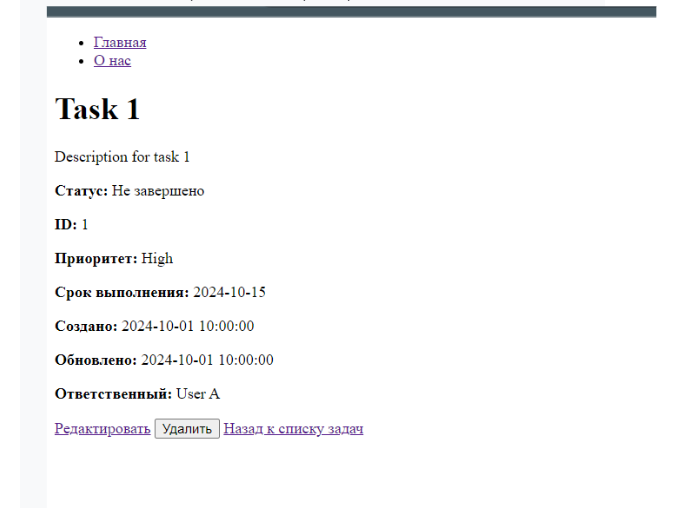 Главная
О нас
Task 1
Description for task 1
Статус: Не завершено
ID: 1
Приоритет: High
Срок выполнения: 2024-10-15
Создано: 2024-10-01 10:00:00
Обновлено: 2024-10-01 10:00:00
Ответственный: User A
Редактировать Удалить Назад к списку задач